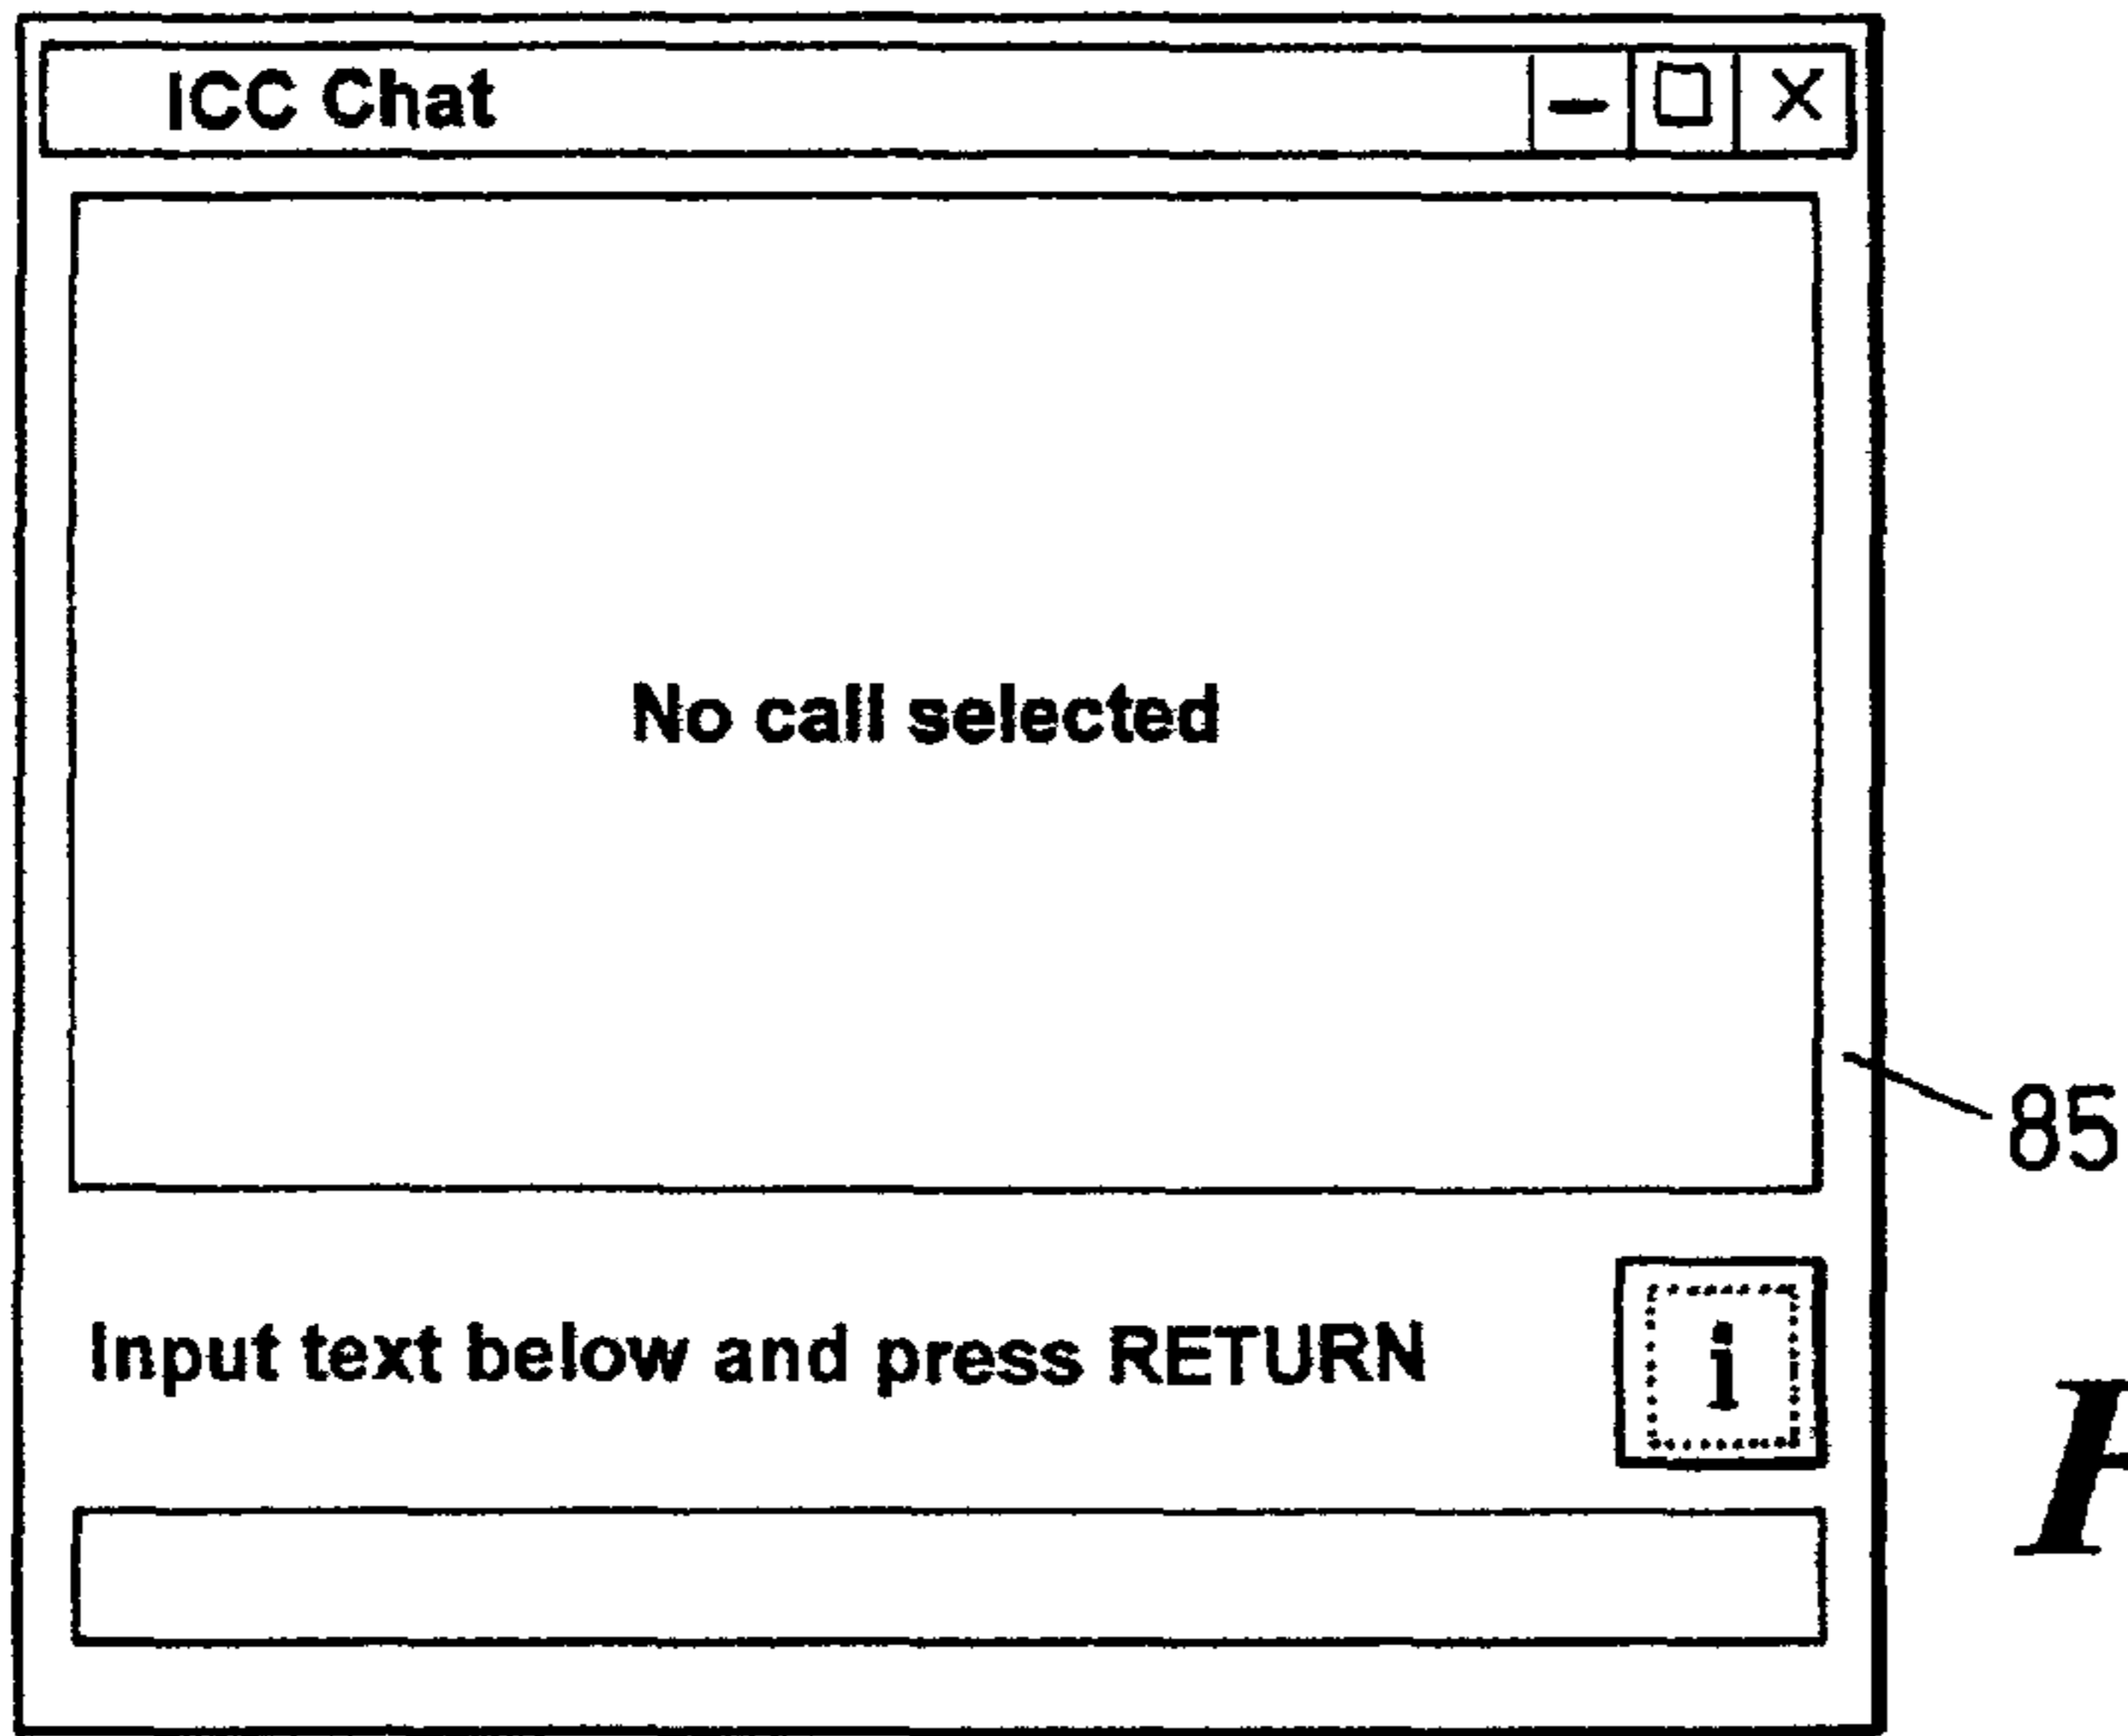 ICC Chat
No call selected
85
Input text below and press RETURN
i